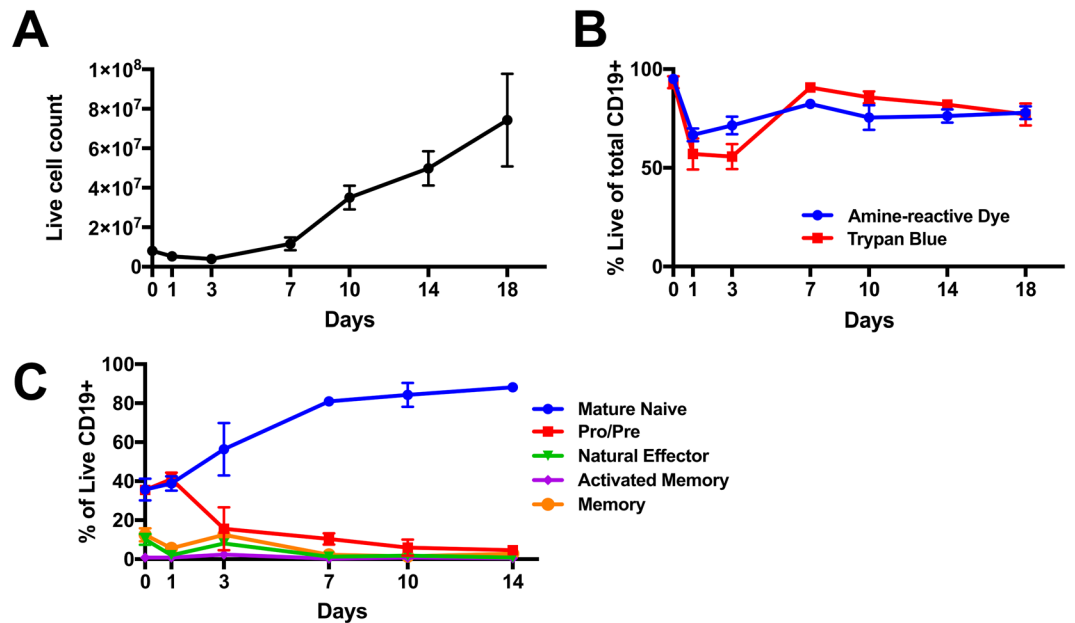 A
Live cell count
1×10⁸
8×10⁷
6×10⁷
4×10⁷
2×10⁷
0
0 1 3 7 10 14 18
Days
B
% Live of total CD19+
100
50
0
Amine-reactive Dye
Trypan Blue
0 1 3 7 10 14 18
Days
C
% of Live CD19+
100
80
60
40
20
0
0 1 3 7 10 14
Days
Mature Naive
Pro/Pre
Natural Effector
Activated Memory
Memory